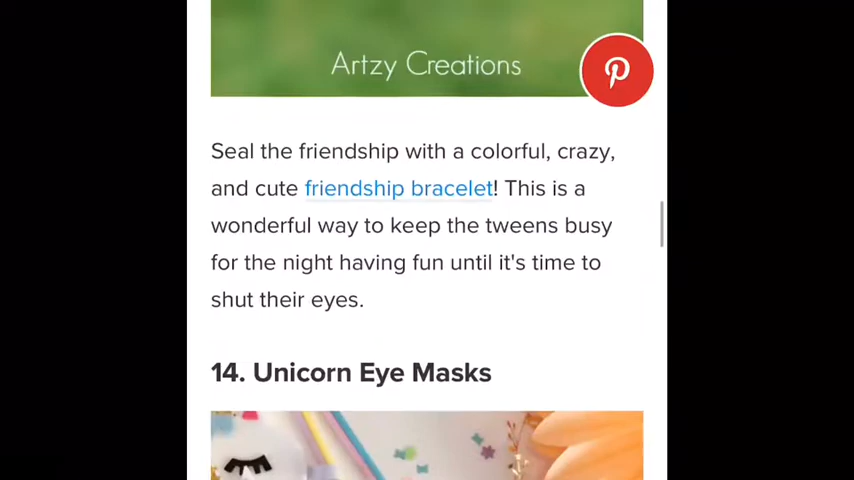 Artzy Creations
Seal the friendship with a colorful, crazy,
and cute friendship bracelet! This is a
wonderful way to keep the tweens busy
for the night having fun until it's time to
shut their eyes.
14. Unicorn Eye Masks